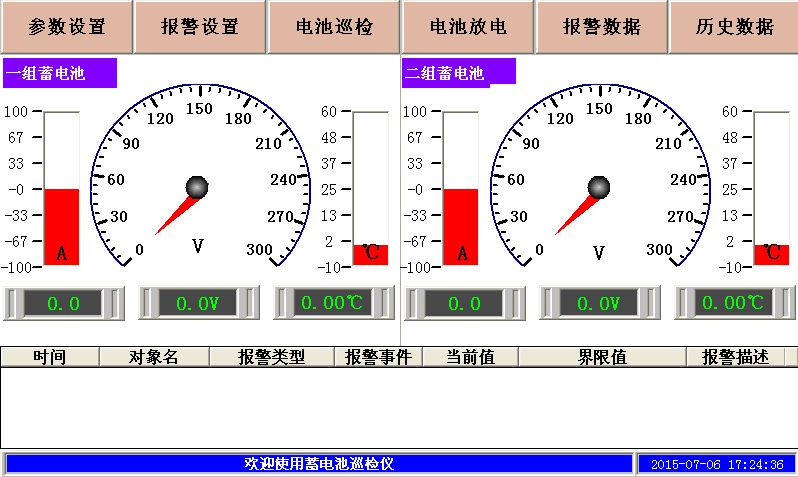 参数设置 报警设置 电池巡检 电池放电 报警数据 历史数据
一组蓄电池 二组蓄电池
100 67 33 -0 -33 -67 -100 A
0 30 60 90 120 150 180 210 240 270 300 V
60 48 37 25 13 2 -10 ℃
100 67 33 -0 -33 -67 -100 A
0 30 60 90 120 150 180 210 240 270 300 V
60 48 37 25 13 2 -10 ℃
0.0 0.0V 0.00℃ 0.0 0.0V 0.00℃
时间 对象名 报警类型 报警事件 当前值 界限值 报警描述
欢迎使用蓄电池巡检仪 2015-07-06 17:24:36